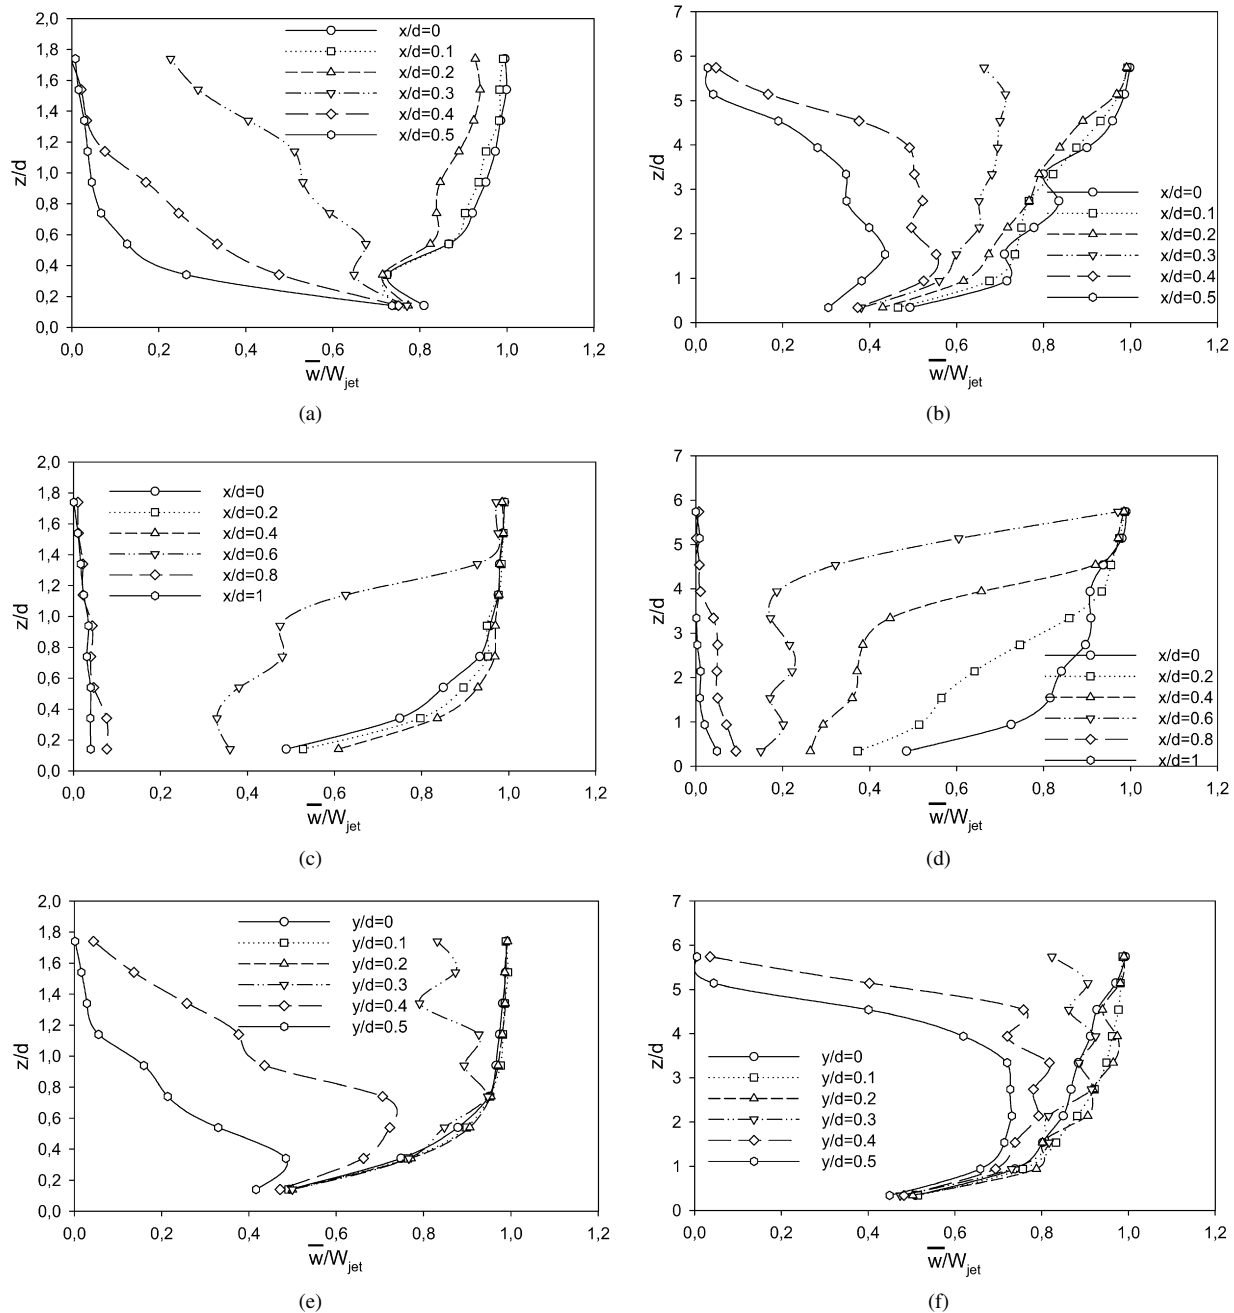 2,0
1,8
1,6
1,4
1,2
1,0
0,8
0,6
0,4
0,2
0,0
z/d
x/d=0
x/d=0.1
x/d=0.2
x/d=0.3
x/d=0.4
x/d=0.5
0,0 0,2 0,4 0,6 0,8 1,0 1,2
w/Wjet
(a)
7
6
5
4
3
2
1
0
z/d
x/d=0
x/d=0.1
x/d=0.2
x/d=0.3
x/d=0.4
x/d=0.5
0,0 0,2 0,4 0,6 0,8 1,0 1,2
w/Wjet
(b)
2,0
1,8
1,6
1,4
1,2
1,0
0,8
0,6
0,4
0,2
0,0
z/d
x/d=0
x/d=0.2
x/d=0.4
x/d=0.6
x/d=0.8
x/d=1
0,0 0,2 0,4 0,6 0,8 1,0 1,2
w/Wjet
(c)
7
6
5
4
3
2
1
0
z/d
x/d=0
x/d=0.2
x/d=0.4
x/d=0.6
x/d=0.8
x/d=1
0,0 0,2 0,4 0,6 0,8 1,0 1,2
w/Wjet
(d)
2,0
1,8
1,6
1,4
1,2
1,0
0,8
0,6
0,4
0,2
0,0
z/d
y/d=0
y/d=0.1
y/d=0.2
y/d=0.3
y/d=0.4
y/d=0.5
0,0 0,2 0,4 0,6 0,8 1,0 1,2
w/Wjet
(e)
7
6
5
4
3
2
1
0
z/d
y/d=0
y/d=0.1
y/d=0.2
y/d=0.3
y/d=0.4
y/d=0.5
0,0 0,2 0,4 0,6 0,8 1,0 1,2
w/Wjet
(f)